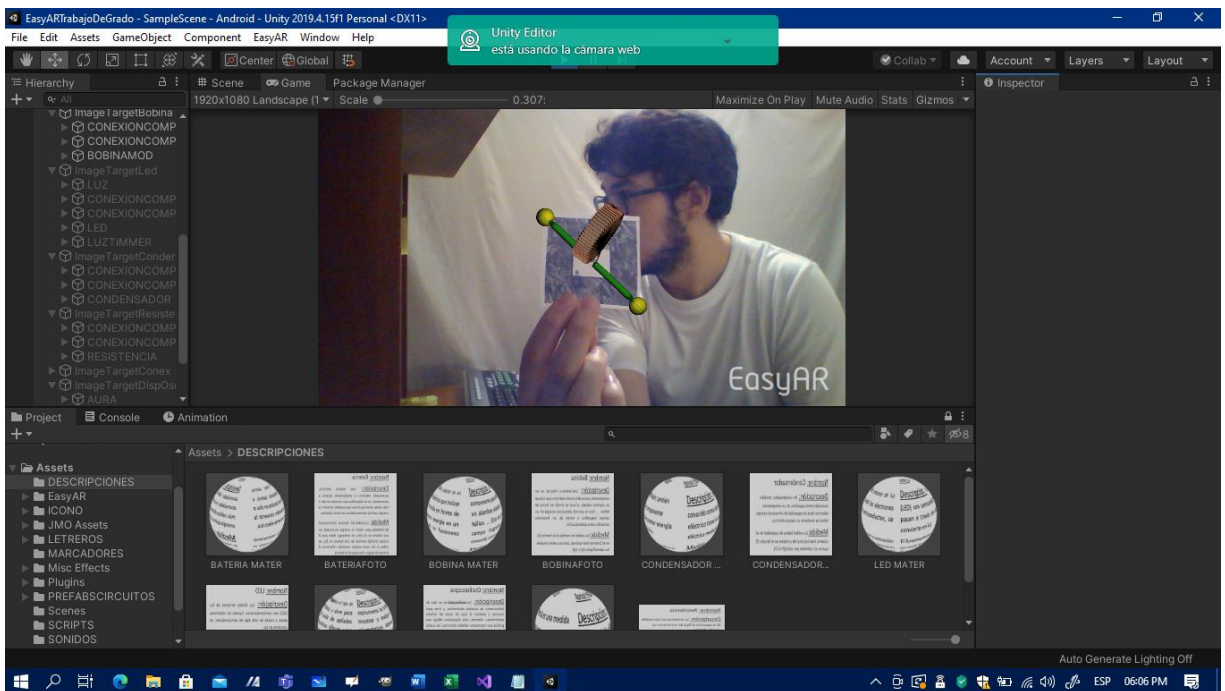 EasyARTrabajoDeGrado - SampleScene - Android - Unity 2019.4.15f1 Personal <DX11>
Unity Editor
está usando la cámara web
File Edit Assets GameObject Component EasyAR Window Help
Center Global
Collab
Account
Layers
Layout
Hierarchy
Scene
Game
Package Manager
Inspector
All
1920x1080 Landscape (1
Scale
0.307:
Maximize On Play
Mute Audio
Stats
Gizmos
ImageTargetBobina
CONEXIONCOMP
CONEXIONCOMP
BOBINAMOD
ImageTargetLed
LUZ
CONEXIONCOMP
CONEXIONCOMP
LED
LUZTIMMER
ImageTargetConder
CONEXIONCOMP
CONEXIONCOMP
CONDENSADOR
ImageTargetResiste
CONEXIONCOMP
CONEXIONCOMP
RESISTENCIA
ImageTargetConex
ImageTargetDispOs
AURA
EasyAR
Project
Console
Animation
8
Assets > DESCRIPCIONES
Assets
DESCRIPCIONES
EasyAR
ICONO
JMO Assets
LETREROS
MARCADORES
Misc Effects
Plugins
PREFABSCIRCUITOS
Scenes
SCRIPTS
SONIDOS
BATERIA MATER
BATERIAFOTO
BOBINA MATER
BOBINAFOTO
CONDENSADOR ...
CONDENSADOR...
LED MATER
Auto Generate Lighting Off
ESP
06:06 PM